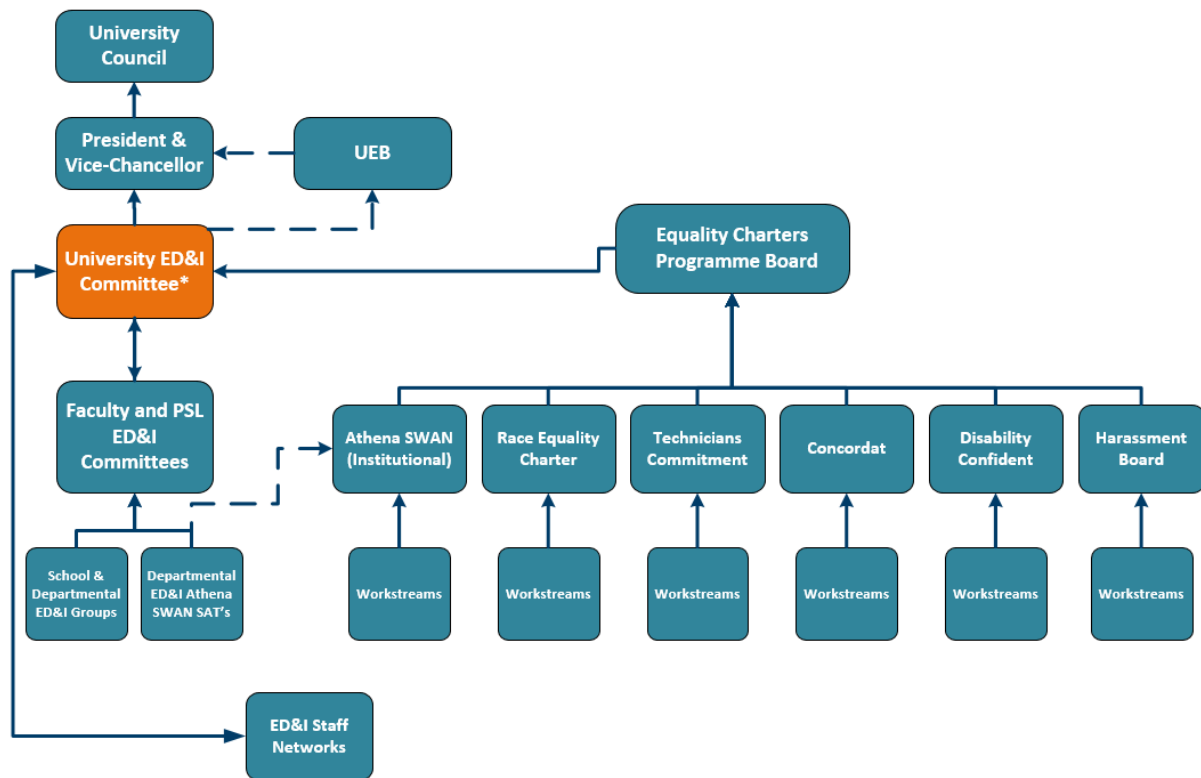 University
Council
President &
Vice-Chancellor
UEB
University ED&I
Committee*
Equality Charters
Programme Board
Faculty and PSL
ED&I
Committees
Athena SWAN
(Institutional)
Race Equality
Charter
Technicians
Commitment
Concordat
Disability
Confident
Harassment
Board
School &
Departmental
ED&I Groups
Departmental
ED&I Athena
SWAN SAT's
Workstreams
Workstreams
Workstreams
Workstreams
Workstreams
Workstreams
ED&I Staff
Networks